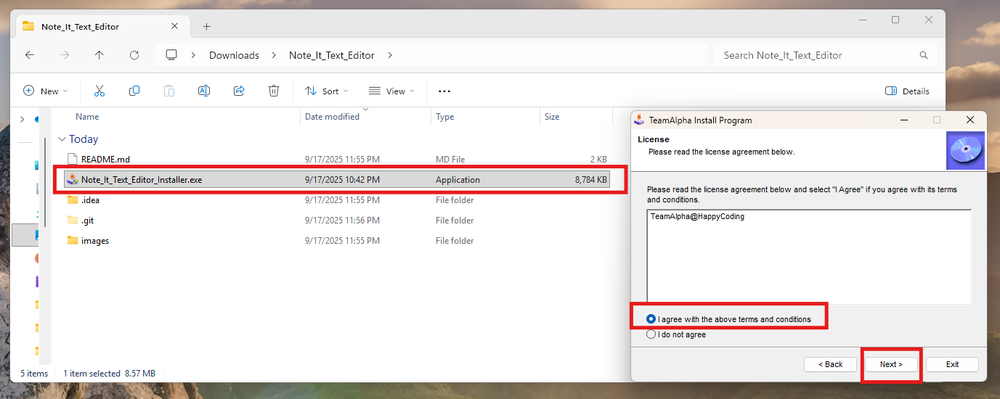 Note_It_Text_Editor
Downloads > Note_It_Text_Editor >
Search Note_It_Text_Editor
New
Sort
View
Details
Name Date modified Type Size
Today
README.md 9/17/2025 11:55 PM MD File 2 KB
Note_It_Text_Editor_Installer.exe 9/17/2025 10:42 PM Application 8,784 KB
.idea 9/17/2025 11:55 PM File folder
.git 9/17/2025 11:56 PM File folder
images 9/17/2025 11:55 PM File folder
5 items 1 item selected 8.57 MB
TeamAlpha Install Program
License
Please read the license agreement below.
Please read the license agreement below and select "I Agree" if you agree with its terms
and conditions.
TeamAlpha@HappyCoding
I agree with the above terms and conditions
I do not agree
< Back Next > Exit